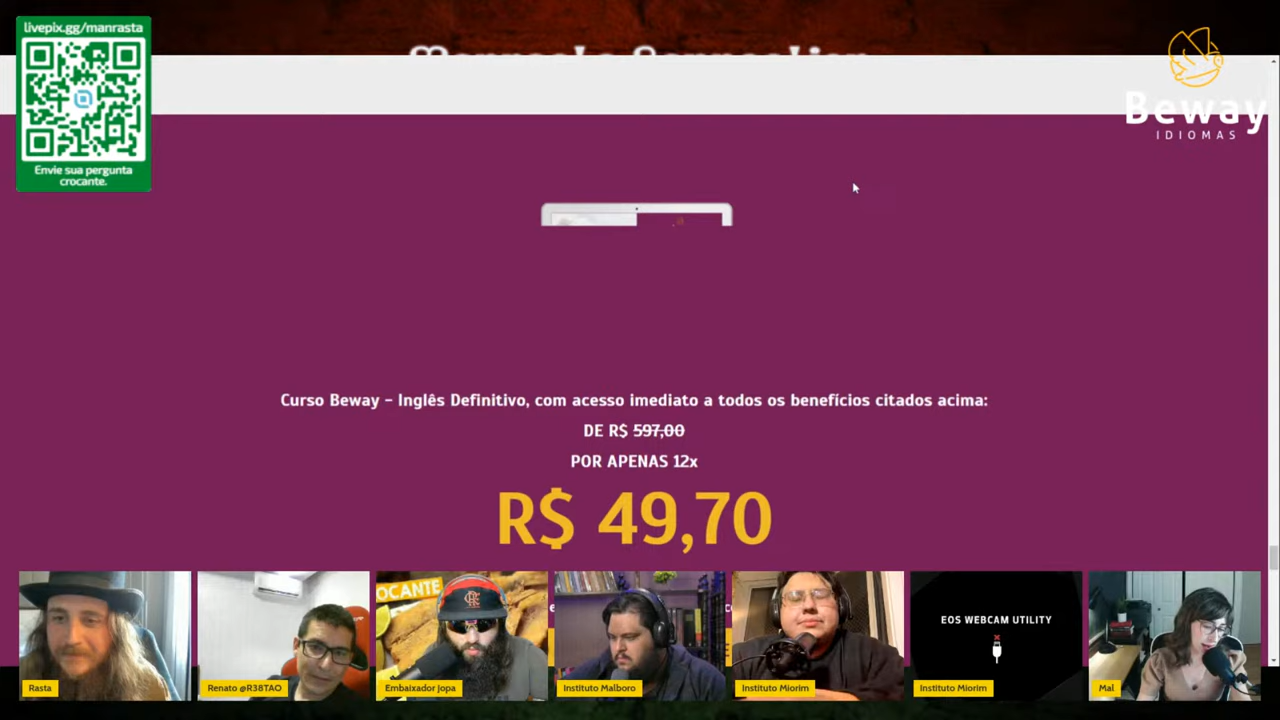 livepix.gg/manrasta
Envie sua pergunta
crocante.
Beway
IDIOMAS
Curso Beway - Inglês Definitivo, com acesso imediato a todos os benefícios citados acima:
DE R$ 597,00
POR APENAS 12x
R$ 49,70
OCANTE
EOS WEBCAM UTILITY
Rasta
Renato @R38TAO
Embaixador Jopa
Instituto Malboro
Instituto Miorim
Instituto Miorim
Mal